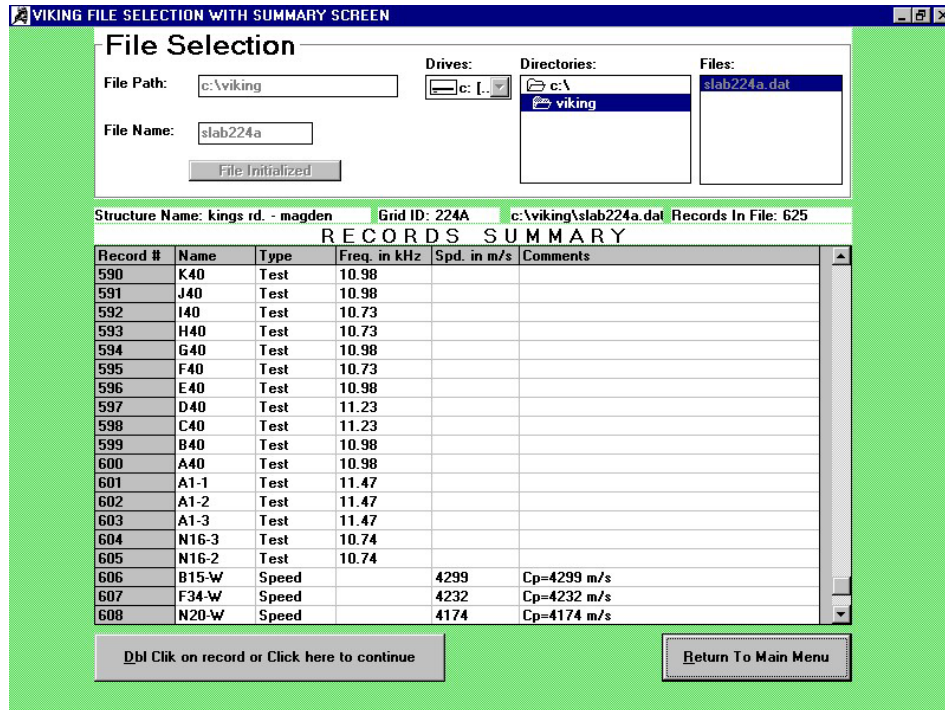 VIKING FILE SELECTION WITH SUMMARY SCREEN
File Selection
Drives: Directories: Files:
File Path: c:\viking c: [.. c:\ slab224a.dat
viking
File Name: slab224a
File Initialized
Structure Name: kings rd. - magden Grid ID: 224A c:\viking\slab224a.dat Records In File: 625
RECORDS SUMMARY
Record # Name Type Freq. in kHz Spd. in m/s Comments
590 K40 Test 10.98
591 J40 Test 10.98
592 I40 Test 10.73
593 H40 Test 10.73
594 G40 Test 10.98
595 F40 Test 10.73
596 E40 Test 10.98
597 D40 Test 11.23
598 C40 Test 11.23
599 B40 Test 10.98
600 A40 Test 10.98
601 A1-1 Test 11.47
602 A1-2 Test 11.47
603 A1-3 Test 11.47
604 N16-3 Test 10.74
605 N16-2 Test 10.74
606 B15-W Speed 4299 Cp=4299 m/s
607 F34-W Speed 4232 Cp=4232 m/s
608 N20-W Speed 4174 Cp=4174 m/s
Dbl Clik on record or Click here to continue Return To Main Menu